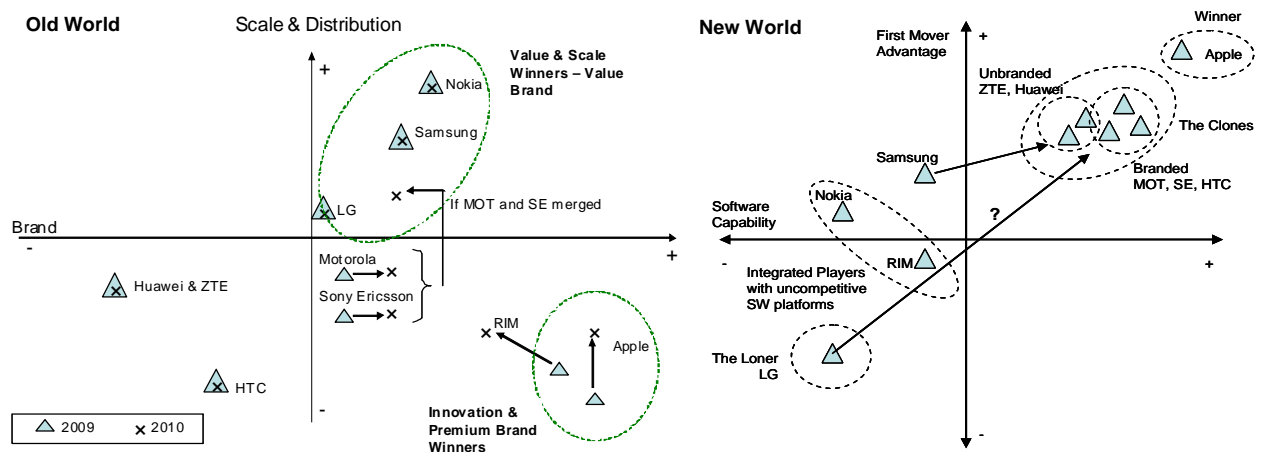 Old World
Scale & Distribution
+
Value & Scale
Winners – Value
Brand
Nokia
Samsung
If MOT and SE merged
LG
Brand
-
+
Motorola
Huawei & ZTE
Sony Ericsson
RIM
Apple
HTC
-
Innovation &
Premium Brand
Winners
2009
2010
New World
First Mover
Advantage
+
Winner
Apple
Unbranded
ZTE, Huawei
The Clones
Samsung
Branded
MOT, SE, HTC
Nokia
Software
Capability
?
-
+
RIM
Integrated Players
with uncompetitive
SW platforms
The Loner
LG
-